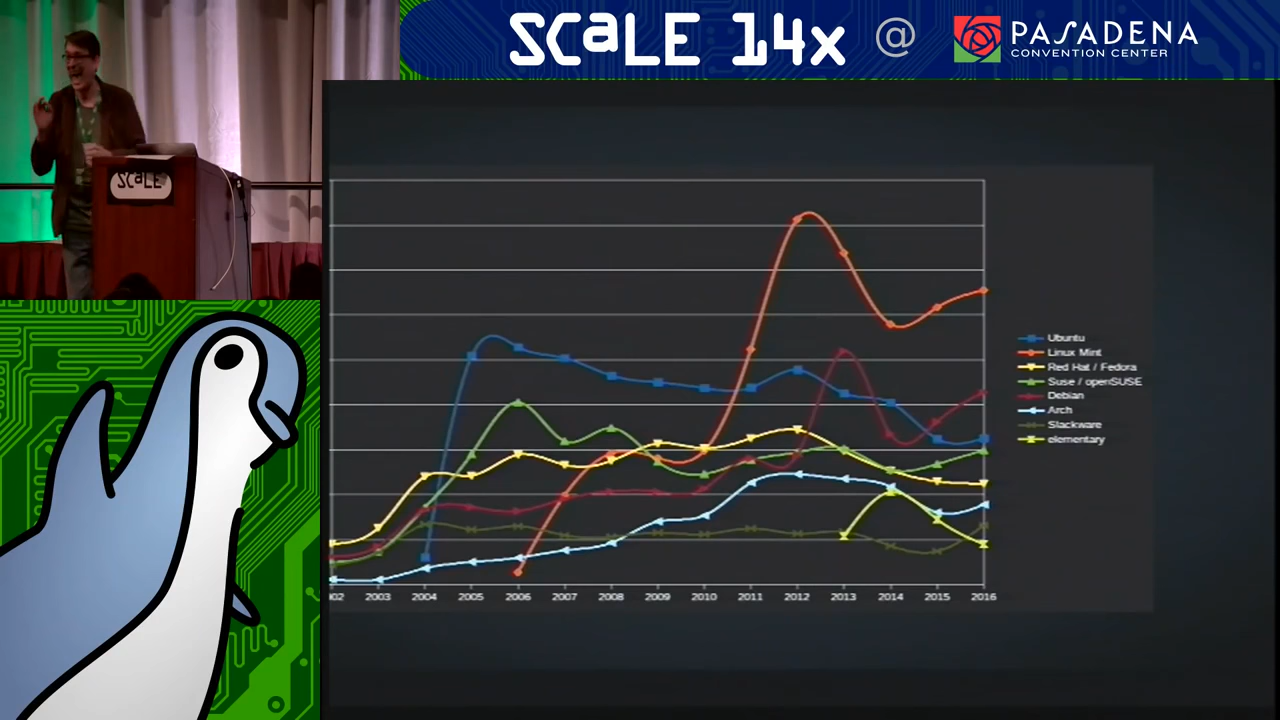 SCALE 14x @ PASADENA
CONVENTION CENTER
SCALE
Ubuntu
Linux Mint
Red Hat / Fedora
Suse / openSUSE
Debian
Arch
Slackware
elementary
02 2003 2004 2005 2006 2007 2008 2009 2010 2011 2012 2013 2014 2015 2016